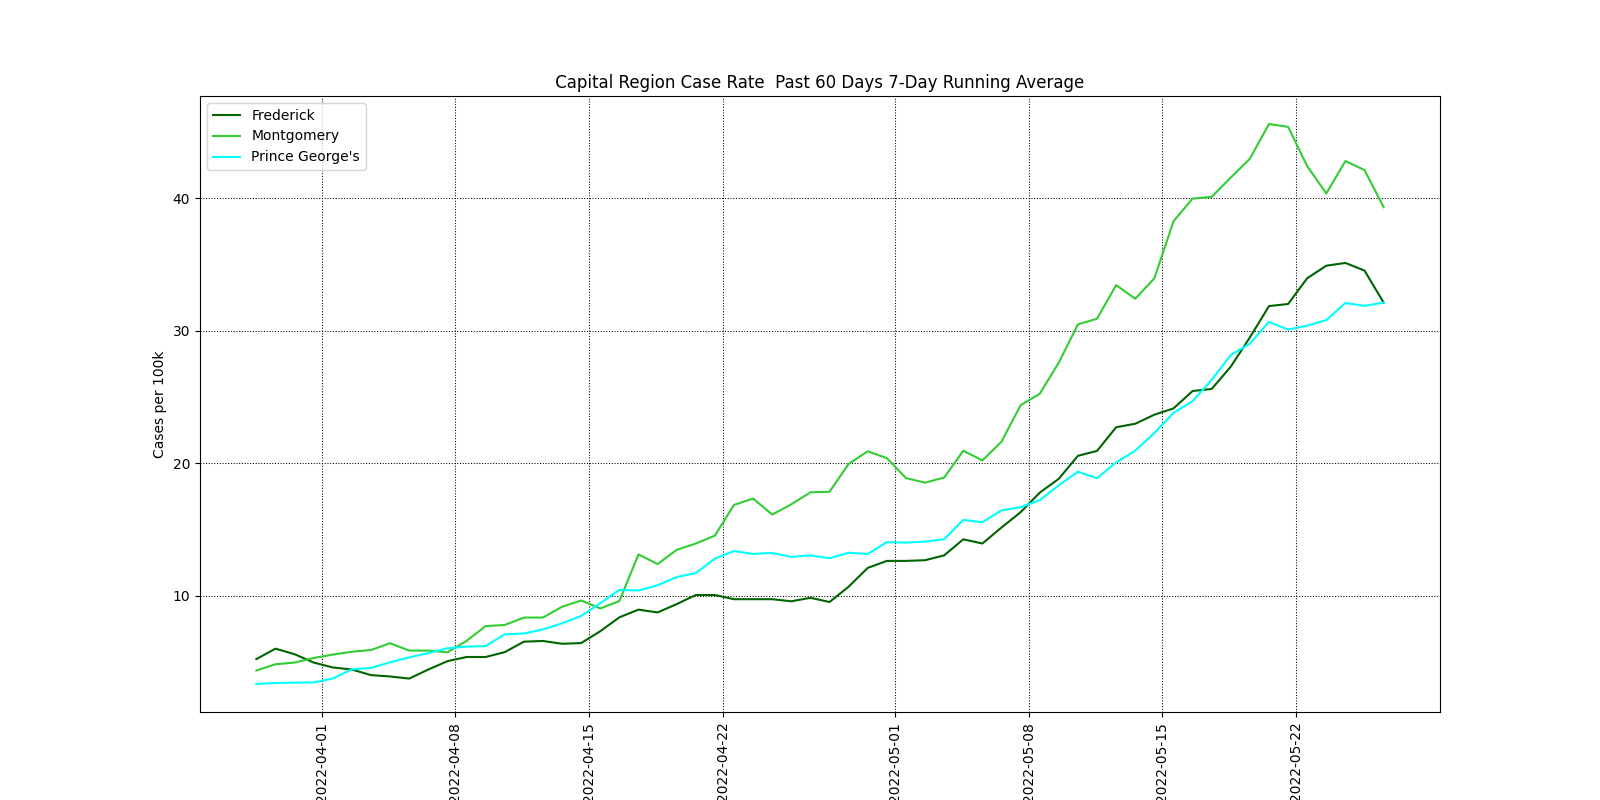 Capital Region Case Rate  Past 60 Days 7-Day Running Average
Frederick
Montgomery
Prince George's
40
30
20
10
Cases per 100k
2022-04-01
2022-04-08
2022-04-15
2022-04-22
2022-05-01
2022-05-08
2022-05-15
2022-05-22